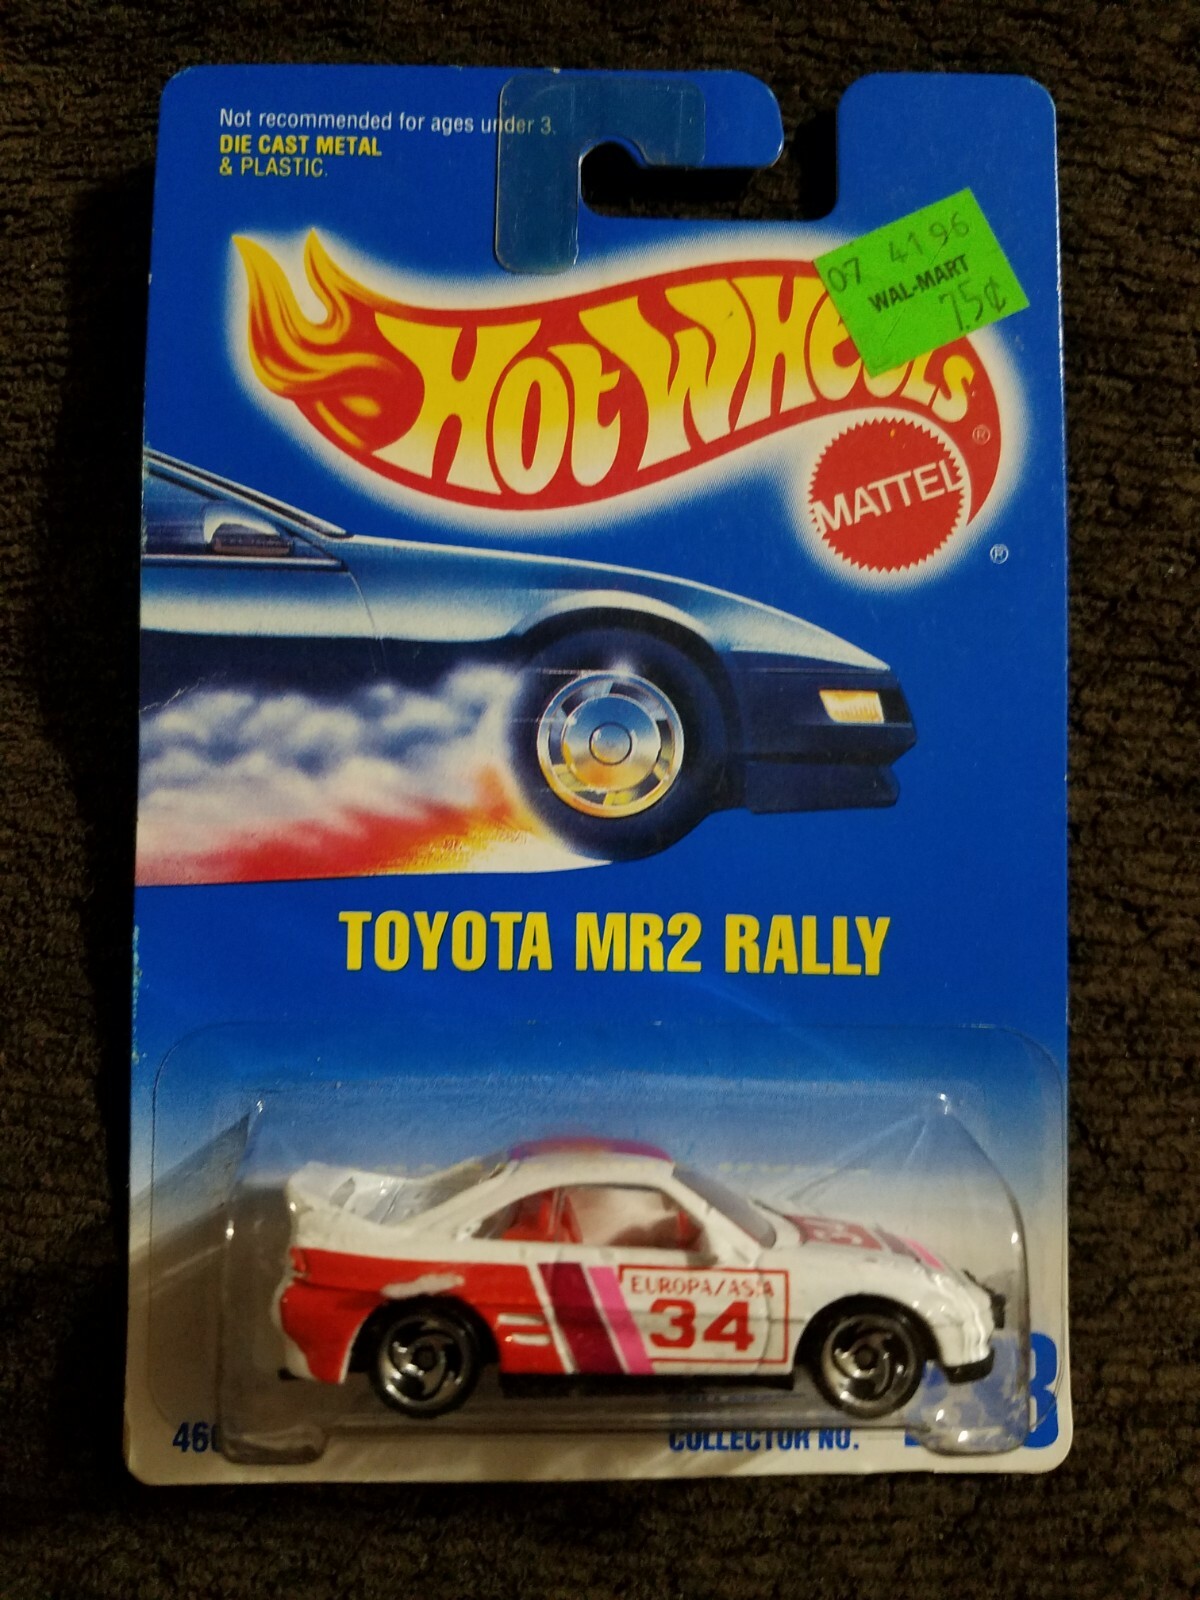 Not recommended for ages under 3.
DIE CAST METAL
& PLASTIC.
07 41 96
WAL-MART
75¢
HOT WHEELS
®
MATTEL
®
TOYOTA MR2 RALLY
EUROPA/ASIA
34
COLLECTOR NO.